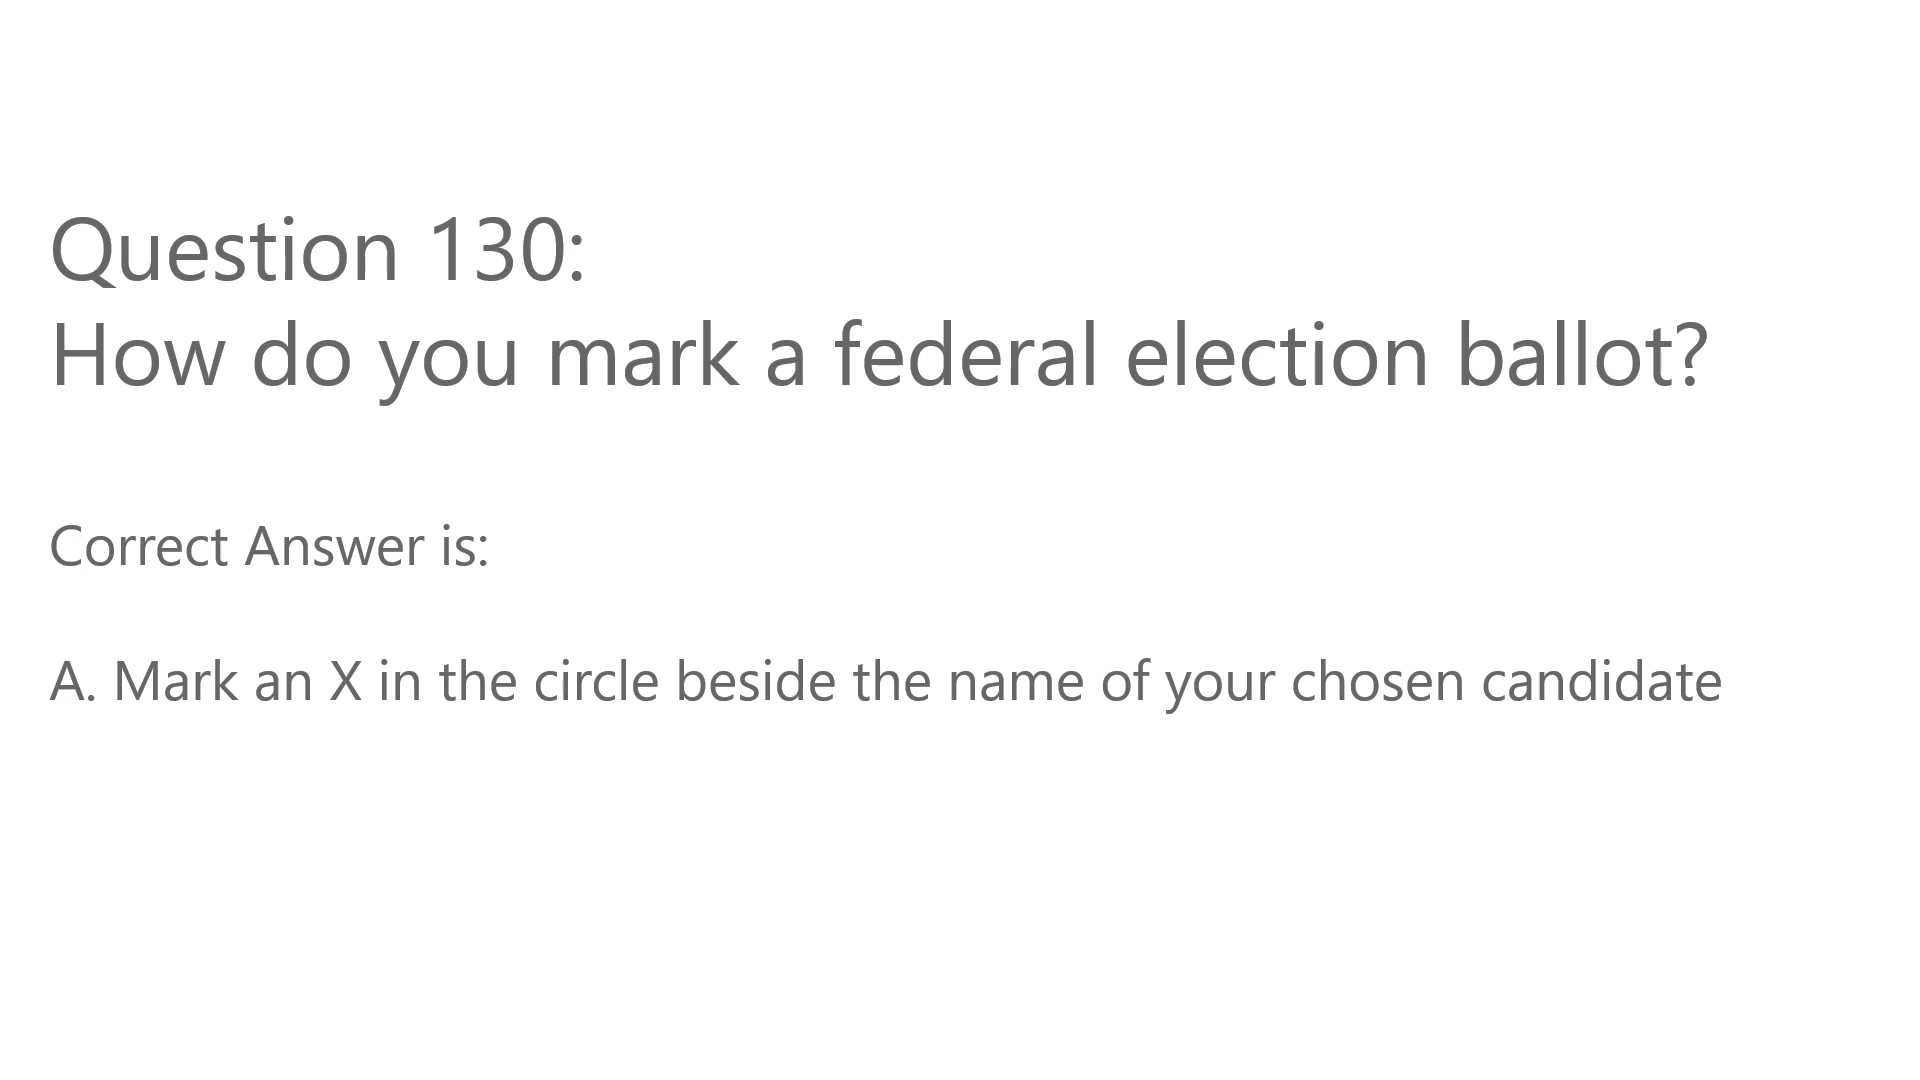 Question 130:
How do you mark a federal election ballot?
Correct Answer is:
A. Mark an X in the circle beside the name of your chosen candidate